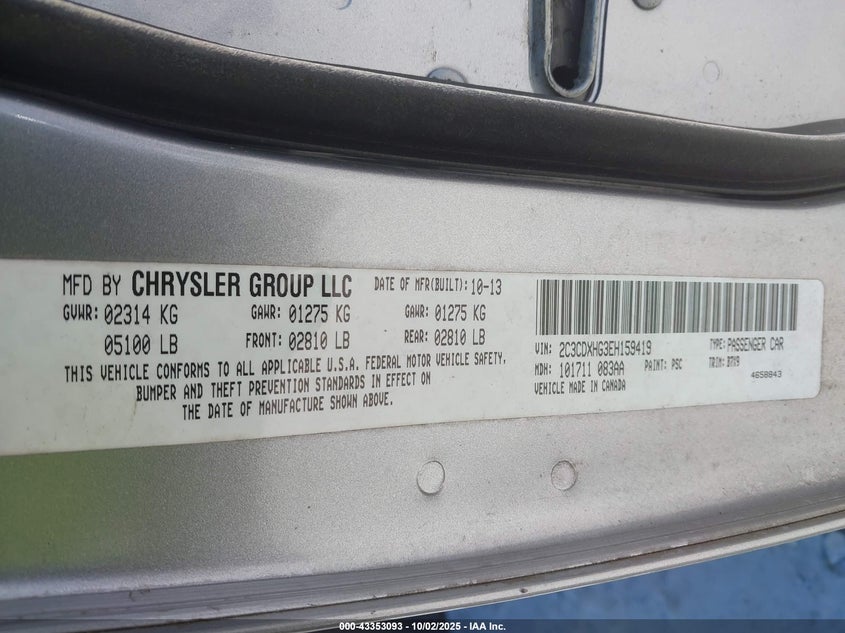 MFD BY CHRYSLER GROUP LLC DATE OF MFR(BUILT): 10-13
GVWR: 02314 KG GAWR: 01275 KG GAWR: 01275 KG
05100 LB FRONT: 02810 LB REAR: 02810 LB
THIS VEHICLE CONFORMS TO ALL APPLICABLE U.S.A. FEDERAL MOTOR VEHICLE SAFETY,
BUMPER AND THEFT PREVENTION STANDARDS IN EFFECT ON
THE DATE OF MANUFACTURE SHOWN ABOVE.
VIN: 2C3CDXHG3EH159419 TYPE: PASSENGER CAR
MDH: 101711 083AA PAINT: PSC TRIM: B7X9
VEHICLE MADE IN CANADA 4658843
000-43353093 - 10/02/2025 - IAA Inc.